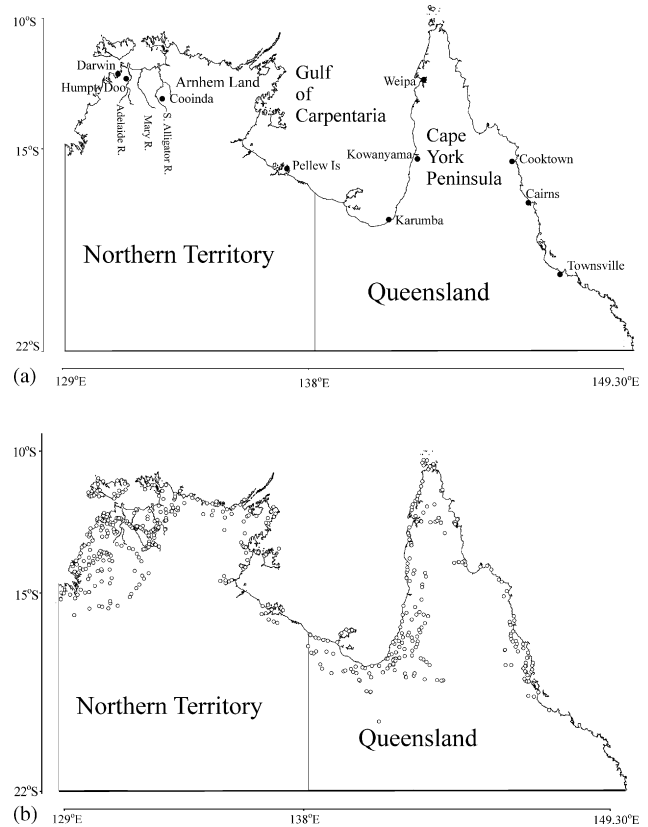 10°S
Darwin
Humpty Doo
Arnhem Land
Cooinda
Adelaide R.
Mary R.
S. Alligator R.
Gulf
of
Carpentaria
Weipa
15°S
Kowanyama
Cape
York
Peninsula
Cooktown
Pellew Is
Cairns
Karumba
Northern Territory
Townsville
Queensland
22°S
(a)
129°E
138°E
149.30°E
10°S
15°S
Northern Territory
Queensland
22°S
(b)
129°E
138°E
149.30°E